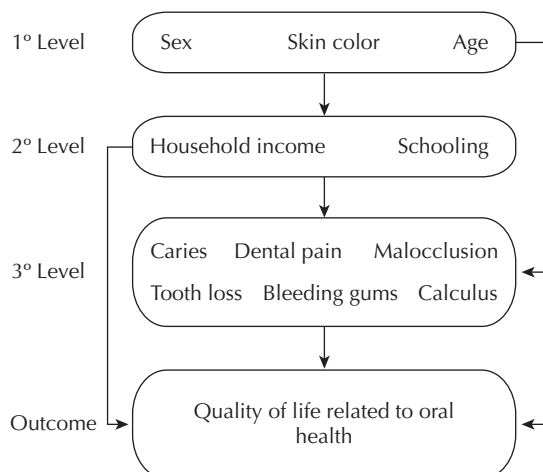 1º Level
Sex Skin color Age
2º Level
Household income Schooling
3º Level
Caries Dental pain Malocclusion
Tooth loss Bleeding gums Calculus
Outcome
Quality of life related to oral
health